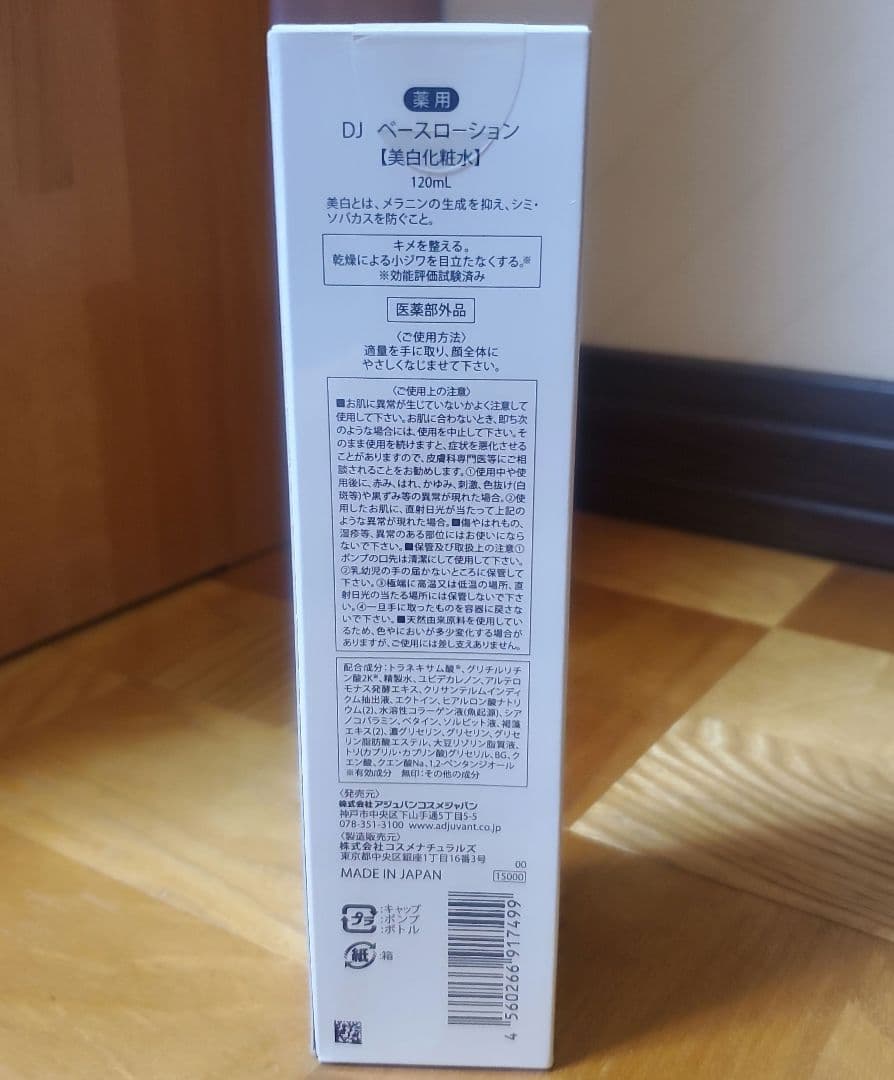 薬用
DJ ベースローション
【美白化粧水】
120mL
美白とは、メラニンの生成を抑え、シミ・
ソバカスを防ぐこと。
キメを整える。
乾燥による小ジワを目立たなくする。※
※効能評価試験済み
医薬部外品
〈ご使用方法〉
適量を手に取り、顔全体に
やさしくなじませて下さい。
〈ご使用上の注意〉
■お肌に異常が生じていないかよく注意して
使用して下さい。お肌に合わないとき、即ち次
のような場合には、使用を中止して下さい。そ
のまま使用を続けますと、症状を悪化させる
ことがありますので、皮膚科専門医等にご相
談されることをお勧めします。①使用中や使
用後に、赤み、はれ、かゆみ、刺激、色抜け(白
斑等)や黒ずみ等の異常が現れた場合。②使
用したお肌に、直射日光が当たって上記の
ような異常が現れた場合。■傷やはれもの、
湿疹等、異常のある部位にはお使いになら
ないで下さい。■保管及び取扱上の注意①
ポンプの口先は清潔にして使用して下さい。
②乳幼児の手の届かないところに保管して
下さい。③極端に高温又は低温の場所、直
射日光の当たる場所には保管しないで下さ
い。④一旦手に取ったものを容器に戻さな
いで下さい。■天然由来原料を使用してい
るため、色やにおいが多少変化する場合が
ありますが、ご使用には差し支えありません。
配合成分:トラネキサム酸※、グリチルリチ
ン酸2K※、精製水、ユビデカレノン、アルテロ
モナス発酵エキス、クリサンテルムインディ
クム抽出液、エクトイン、ヒアルロン酸ナトリ
ウム(2)、水溶性コラーゲン液(魚起源)、シア
ノコバラミン、ベタイン、ソルビット液、褐藻
エキス(2)、濃グリセリン、グリセリン、グリセ
リン脂肪酸エステル、大豆リゾリン脂質液、
トリ(カプリル・カプリン酸)グリセリル、BG、ク
エン酸、クエン酸Na、1,2-ペンタンジオール
※有効成分 無印:その他の成分
〈発売元〉
株式会社アジュバンコスメジャパン
神戸市中央区下山手通5丁目5-5
078-351-3100 www.adjuvant.co.jp
〈製造販売元〉
株式会社コスメナチュラルズ
東京都中央区銀座1丁目16番3号
00
MADE IN JAPAN
15000
プラ
:キャップ
:ポンプ
:ボトル
紙
:箱
4 560266 917499